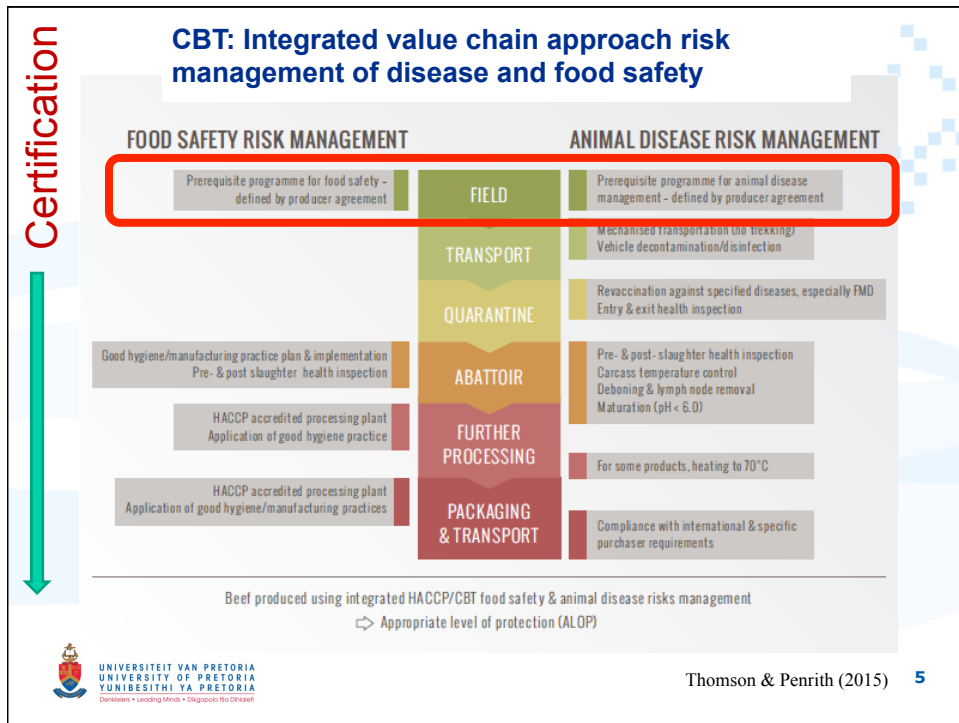 Certification
CBT: Integrated value chain approach risk
management of disease and food safety
FOOD SAFETY RISK MANAGEMENT
ANIMAL DISEASE RISK MANAGEMENT
Prerequisite programme for food safety –
defined by producer agreement
FIELD
Prerequisite programme for animal disease
management – defined by producer agreement
TRANSPORT
Mechanised transportation (no trekking)
Vehicle decontamination/disinfection
QUARANTINE
Revaccination against specified diseases, especially FMD
Entry & exit health inspection
Good hygiene/manufacturing practice plan & implementation
Pre- & post slaughter health inspection
ABATTOIR
Pre- & post- slaughter health inspection
Carcass temperature control
Deboning & lymph node removal
Maturation (pH < 6.0)
HACCP accredited processing plant
Application of good hygiene practice
FURTHER
PROCESSING
For some products, heating to 70°C
HACCP accredited processing plant
Application of good hygiene/manufacturing practices
PACKAGING
& TRANSPORT
Compliance with international & specific
purchaser requirements
Beef produced using integrated HACCP/CBT food safety & animal disease risks management
⇨ Appropriate level of protection (ALOP)
UNIVERSITEIT VAN PRETORIA
UNIVERSITY OF PRETORIA
YUNIBESITHI YA PRETORIA
Denkleiers • Leading Minds • Dikgopolo tša Dihlalefi
Thomson & Penrith (2015)
5